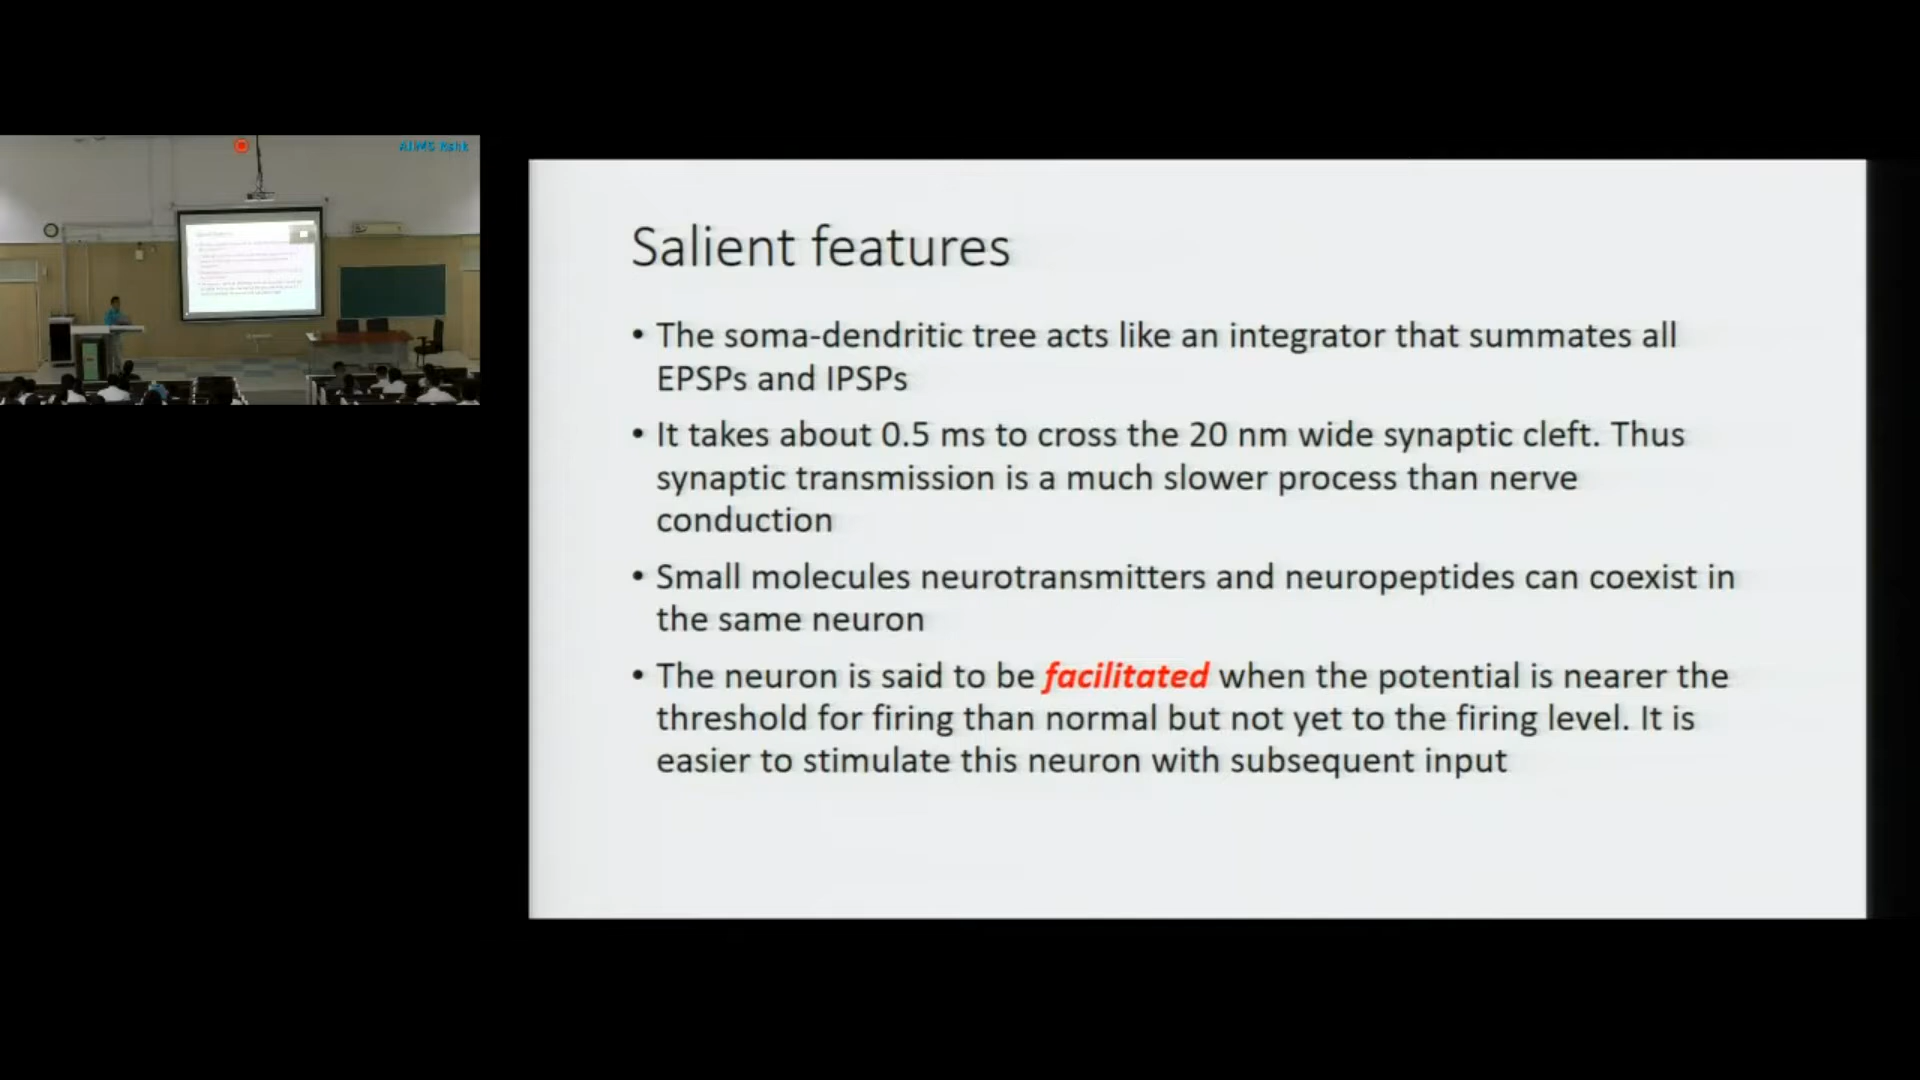 Salient features
• The soma-dendritic tree acts like an integrator that summates all
EPSPs and IPSPs
• It takes about 0.5 ms to cross the 20 nm wide synaptic cleft. Thus
synaptic transmission is a much slower process than nerve
conduction
• Small molecules neurotransmitters and neuropeptides can coexist in
the same neuron
• The neuron is said to be facilitated when the potential is nearer the
threshold for firing than normal but not yet to the firing level. It is
easier to stimulate this neuron with subsequent input